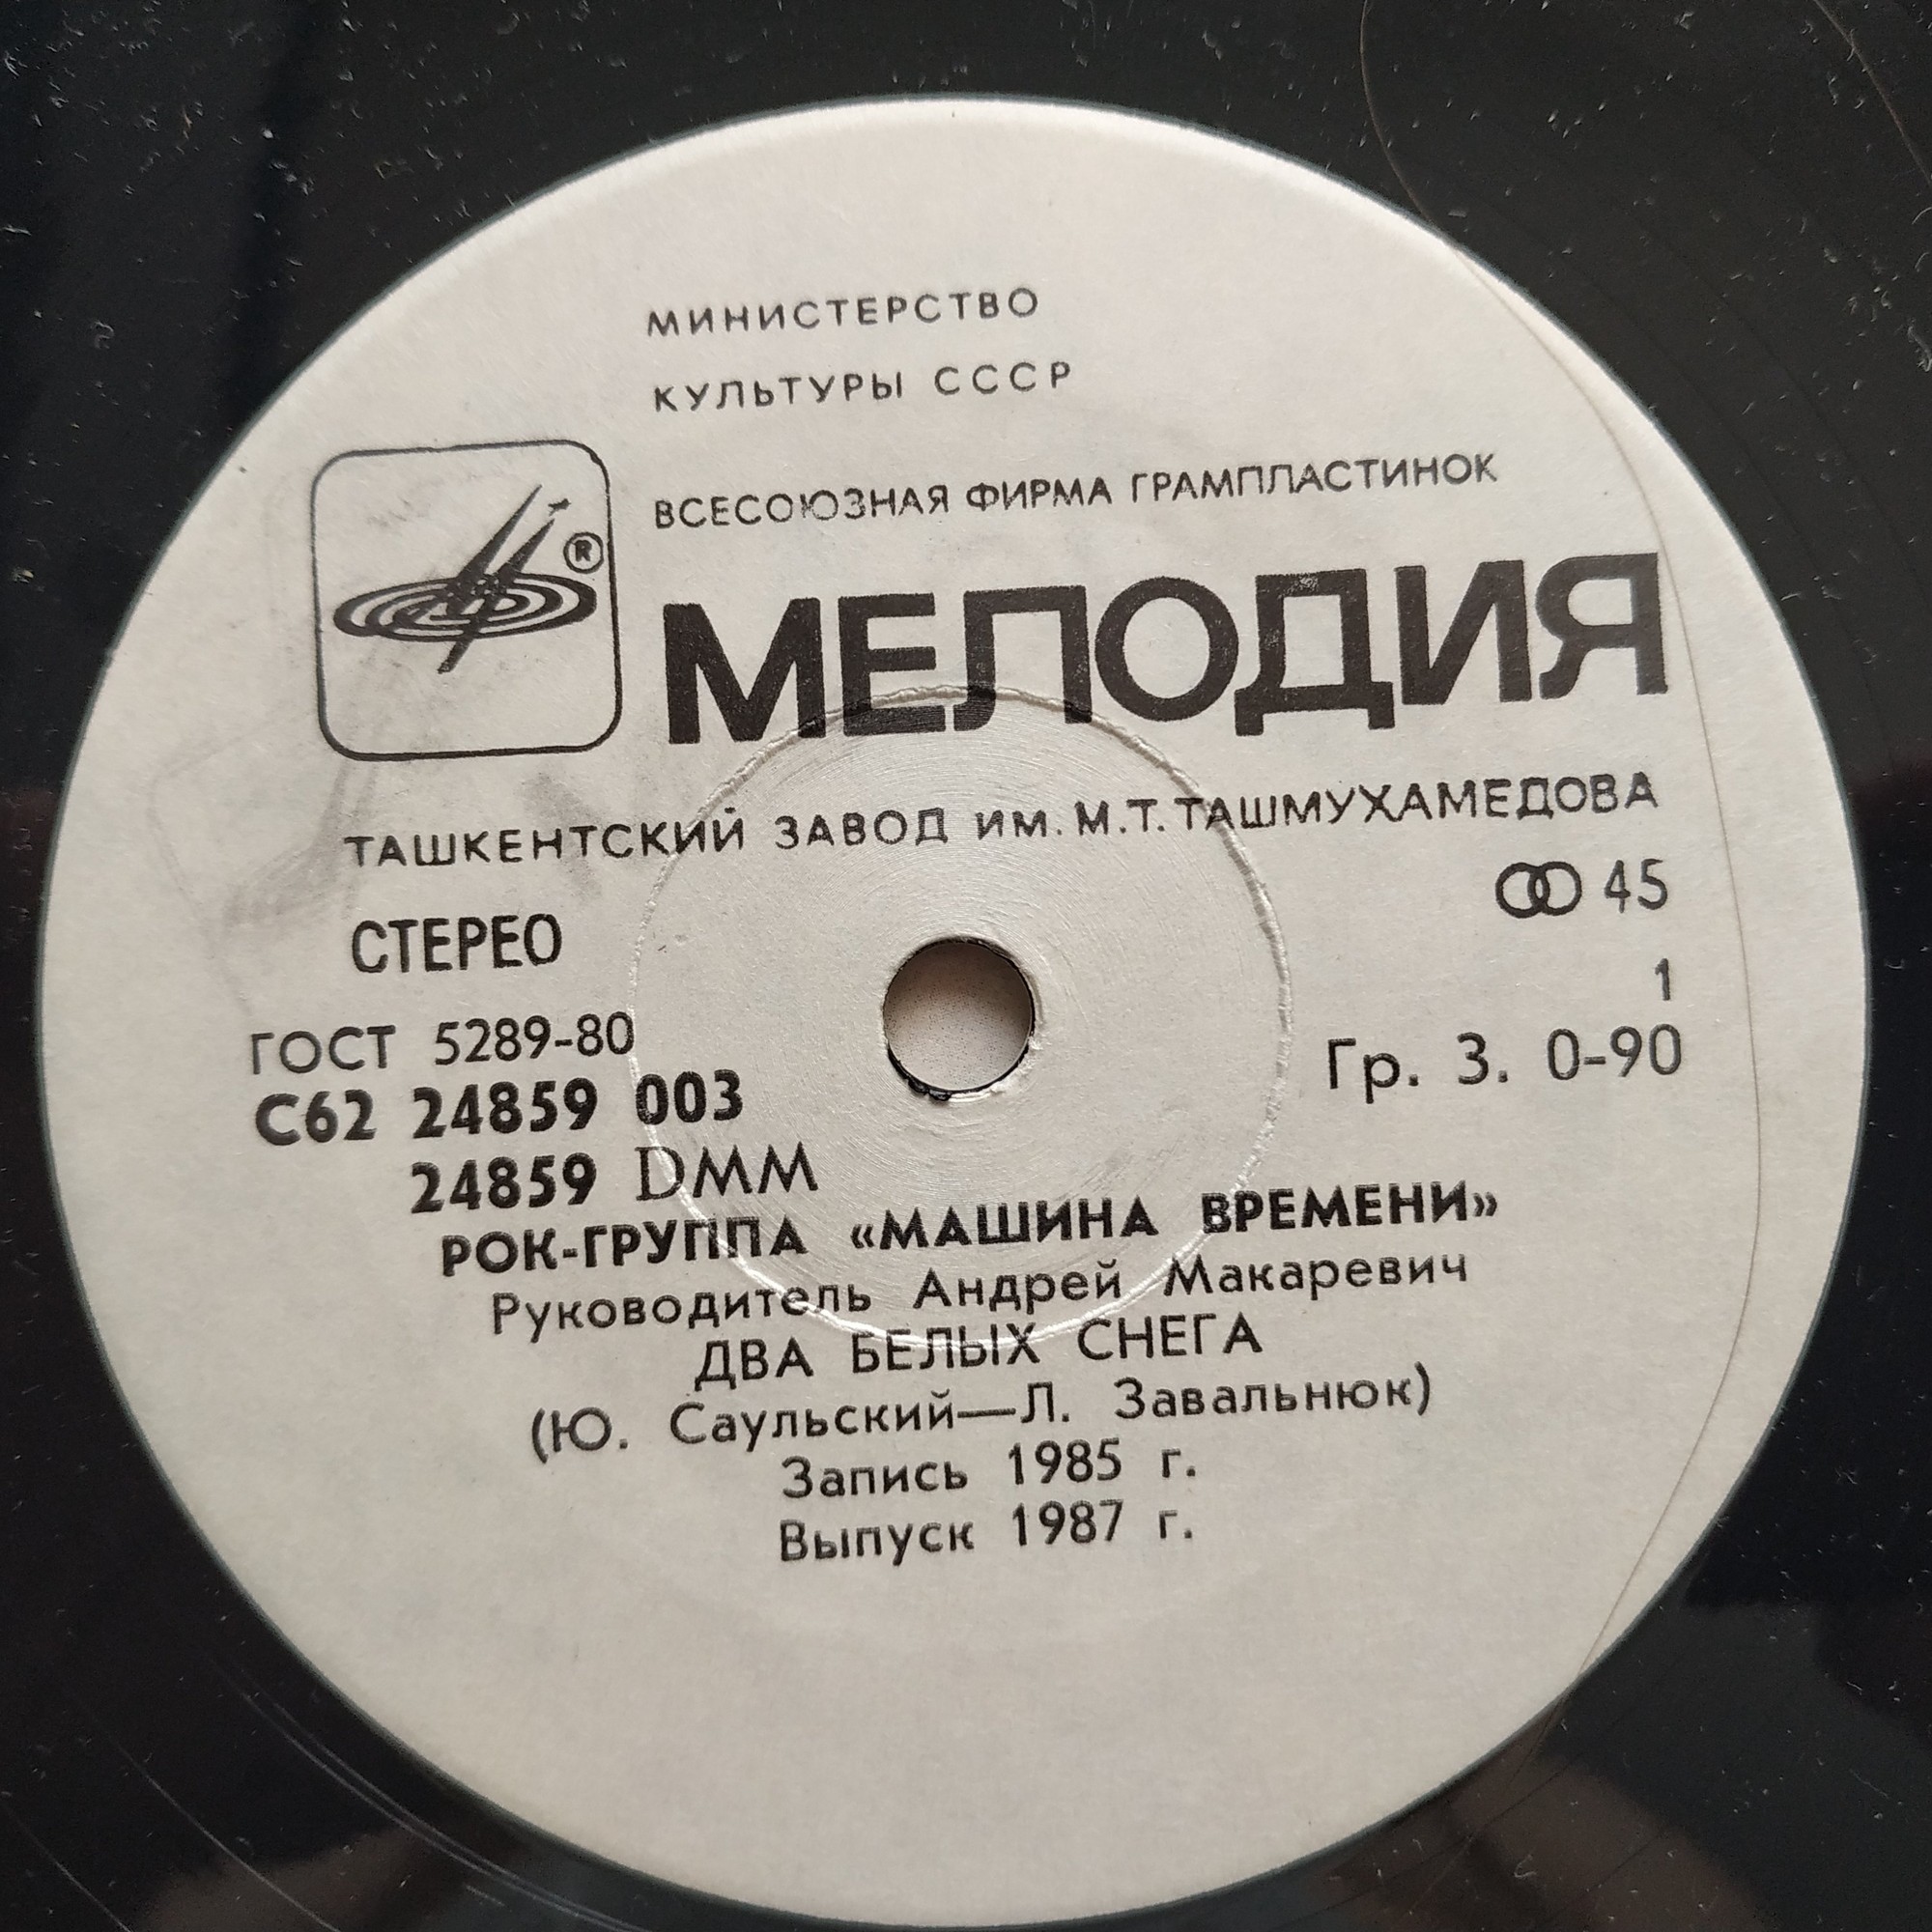 МИНИСТЕРСТВО
КУЛЬТУРЫ СССР
ВСЕСОЮЗНАЯ ФИРМА ГРАМПЛАСТИНОК
®
МЕЛОДИЯ
ТАШКЕНТСКИЙ ЗАВОД ИМ. М.Т. ТАШМУХАМЕДОВА
СТЕРЕО
45
1
ГОСТ 5289-80
Гр. 3. 0-90
С62 24859 003
24859 DMM
РОК-ГРУППА «МАШИНА ВРЕМЕНИ»
Руководитель Андрей Макаревич
ДВА БЕЛЫХ СНЕГА
(Ю. Саульский—Л. Завальнюк)
Запись 1985 г.
Выпуск 1987 г.